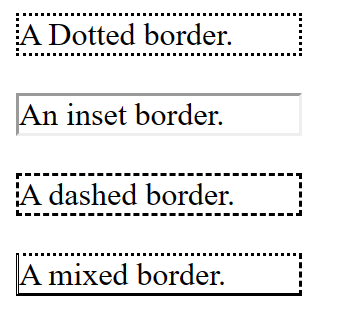 A Dotted border.
An inset border.
A dashed border.
A mixed border.